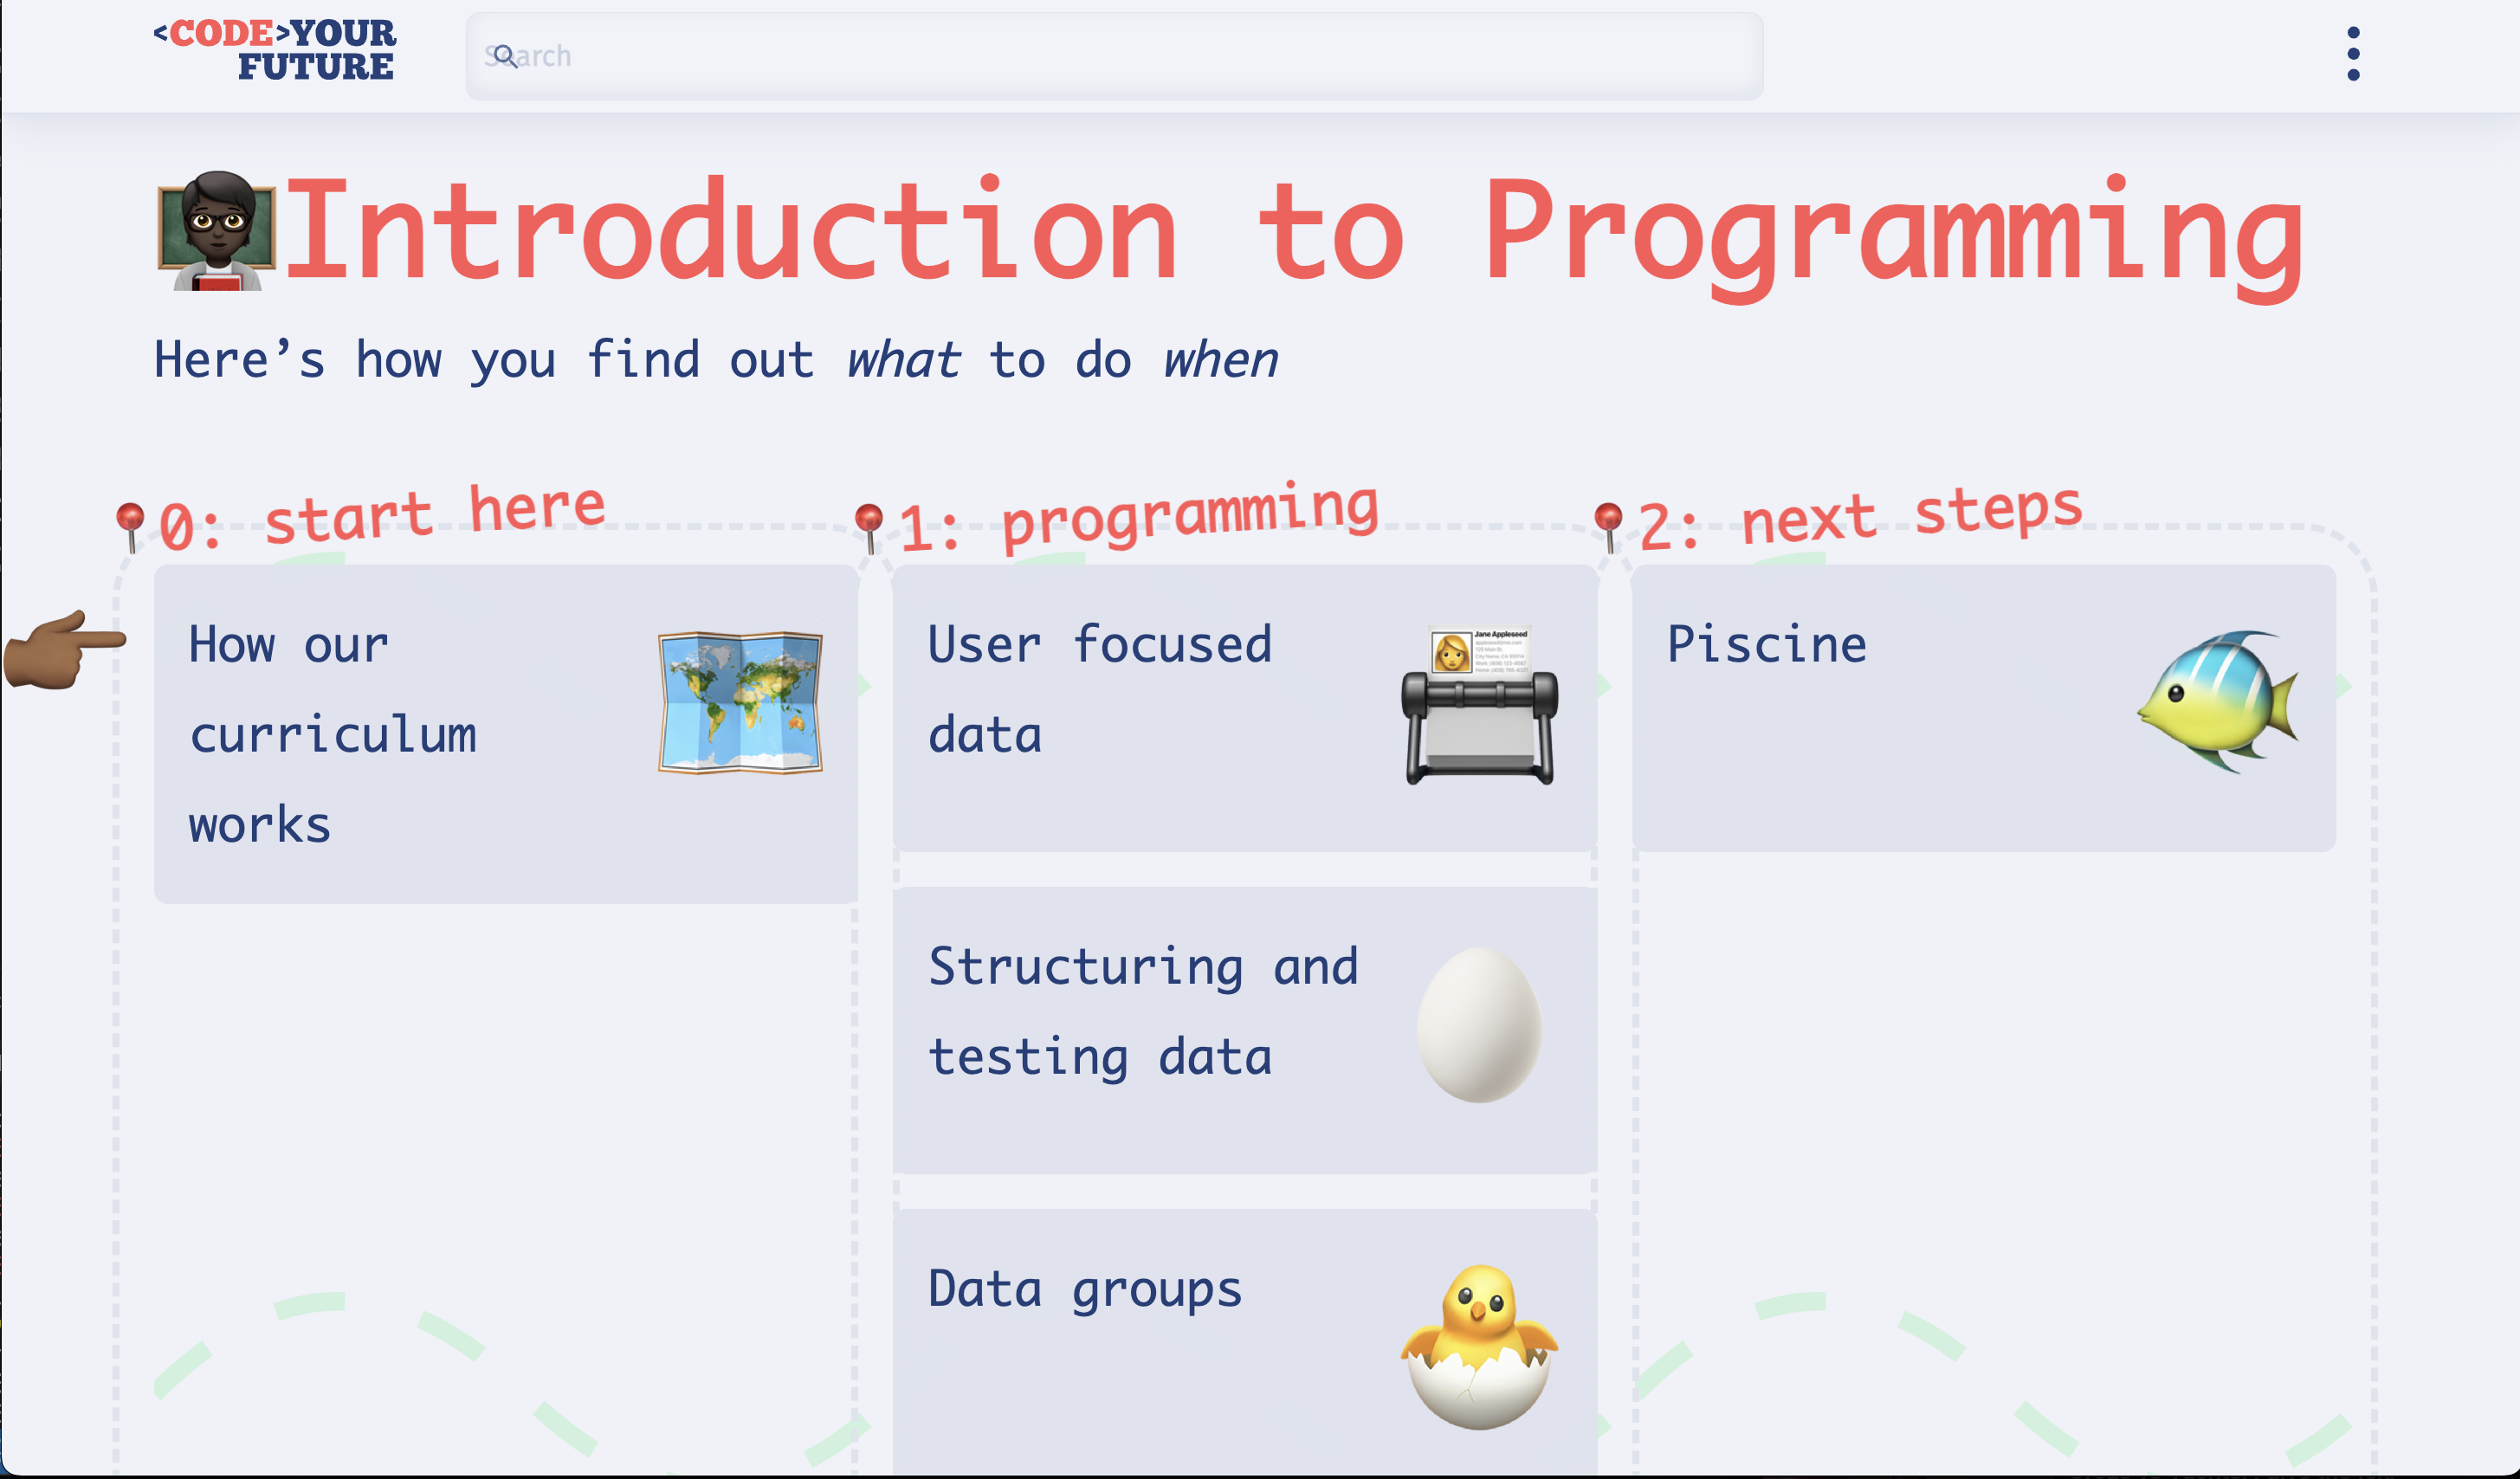 <CODE>YOUR
FUTURE
Search
Introduction to Programming
Here’s how you find out what to do when
0: start here
How our
curriculum
works
1: programming
User focused
data
Jane Appleseed
Structuring and
testing data
Data groups
2: next steps
Piscine